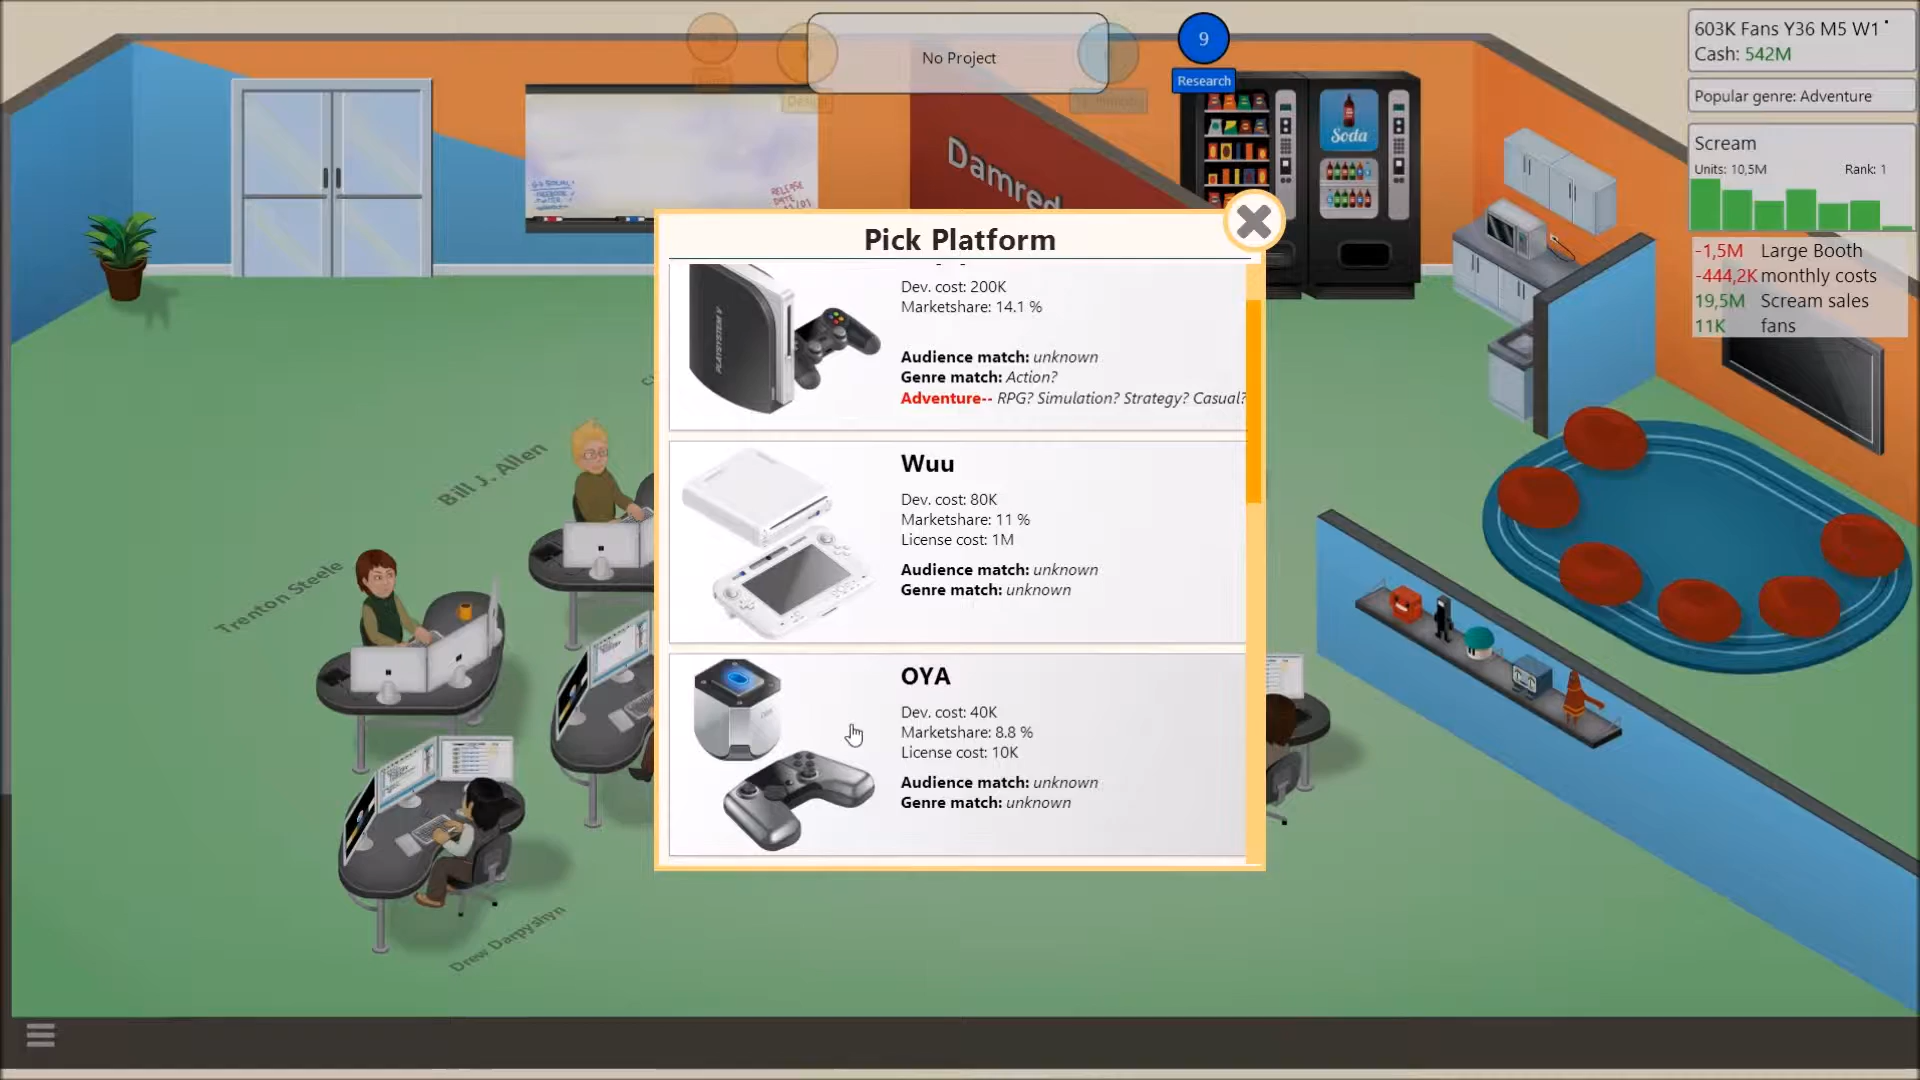 9
Research
No Project
603K Fans Y36 M5 W1
Cash: 542M
Popular genre: Adventure
Scream
Units: 10,5M Rank: 1
-1,5M Large Booth
-444,2K monthly costs
19,5M Scream sales
11K fans
Soda
Damred
RELEASE
DATE
Pick Platform
Dev. cost: 200K
Marketshare: 14.1 %
Audience match: unknown
Genre match: Action?
Adventure-- RPG? Simulation? Strategy? Casual?
PLAYSYSTEM V
Wuu
Dev. cost: 80K
Marketshare: 11 %
License cost: 1M
Audience match: unknown
Genre match: unknown
OYA
Dev. cost: 40K
Marketshare: 8.8 %
License cost: 10K
Audience match: unknown
Genre match: unknown
Bill J. Allen
Trenton Steele
Drew Darpyshyn